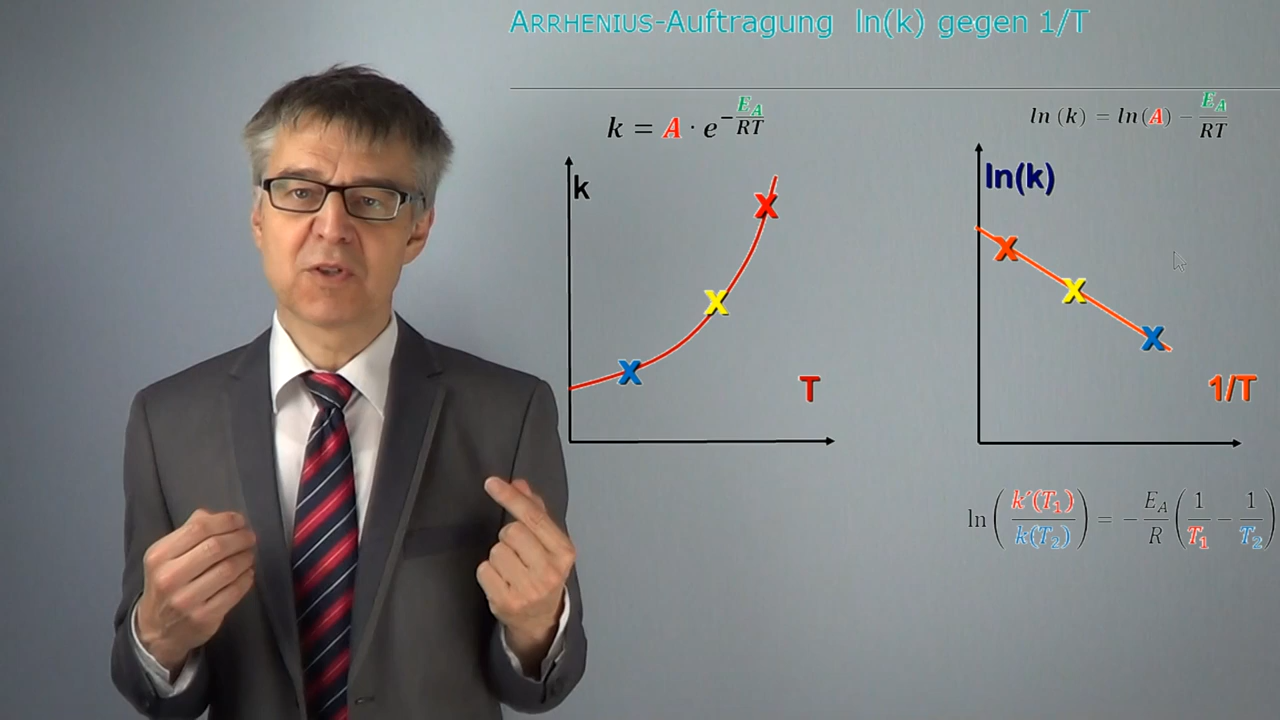 ARRHENIUS-Auftragung ln(k) gegen 1/T
k = A · e^(-E_A/RT)
ln (k) = ln(A) − E_A/RT
k
T
ln(k)
1/T
X
X
X
X
X
X
ln(k′(T₁)/k(T₂)) = −E_A/R (1/T₁ − 1/T₂)